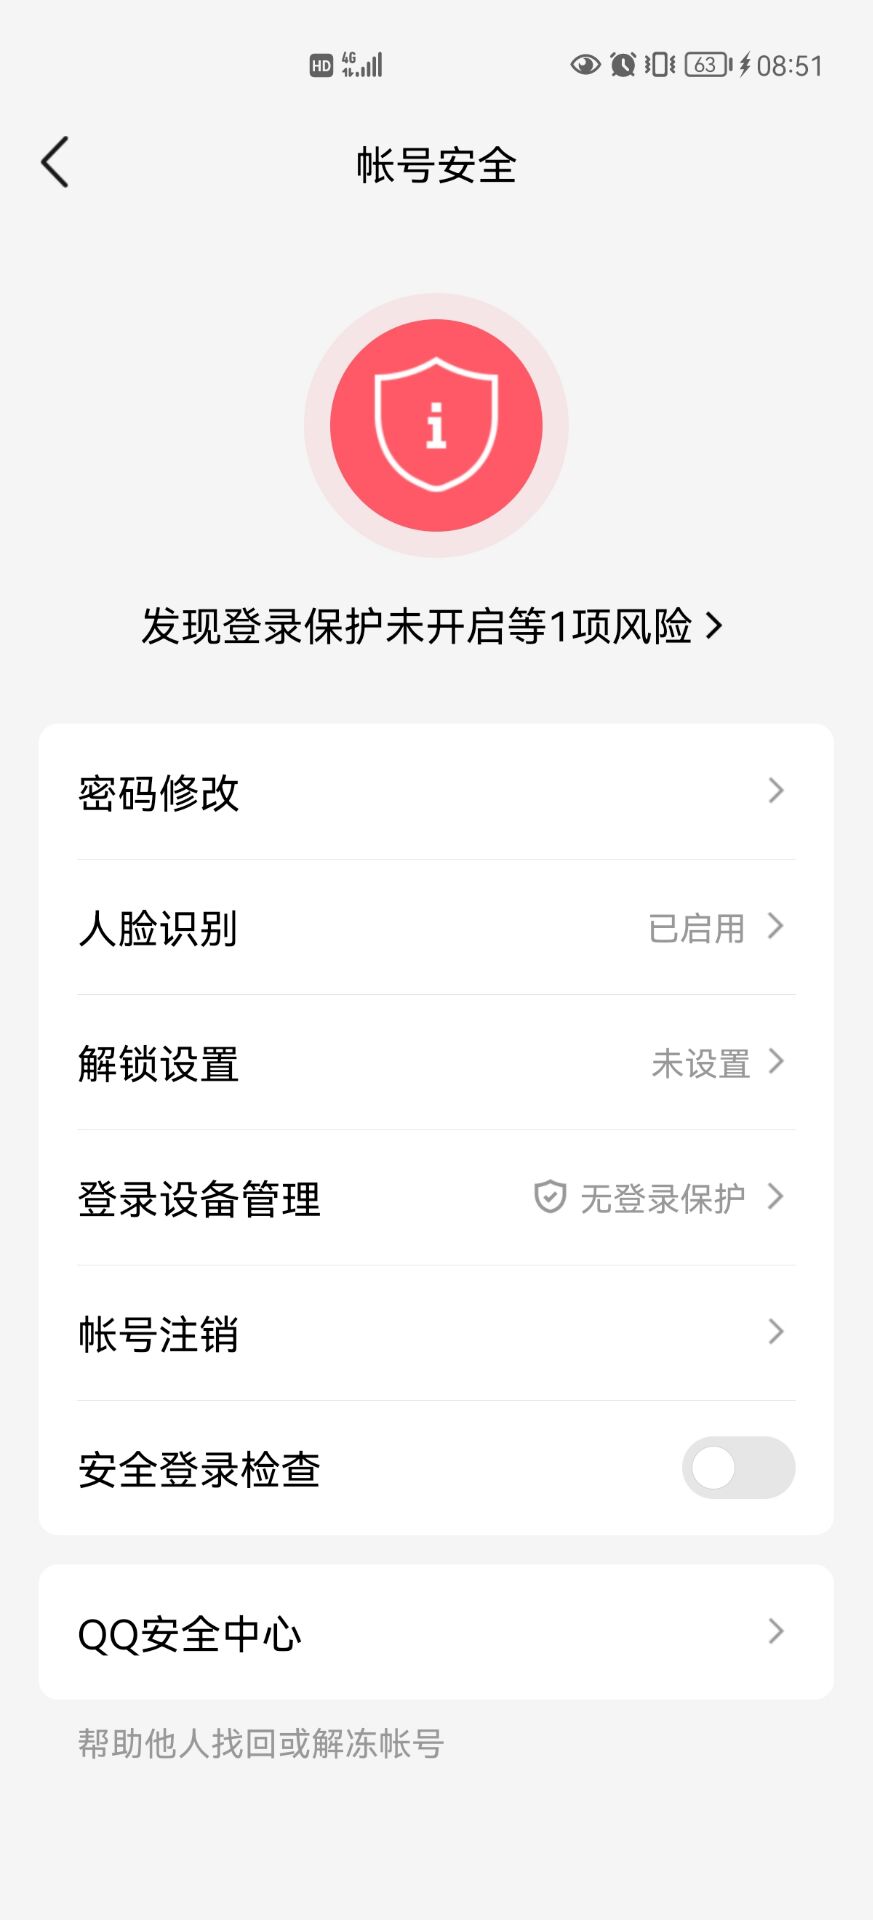 HD 4G 63 08:51
帐号安全
发现登录保护未开启等1项风险
密码修改
人脸识别 已启用
解锁设置 未设置
登录设备管理 无登录保护
帐号注销
安全登录检查
QQ安全中心
帮助他人找回或解冻帐号